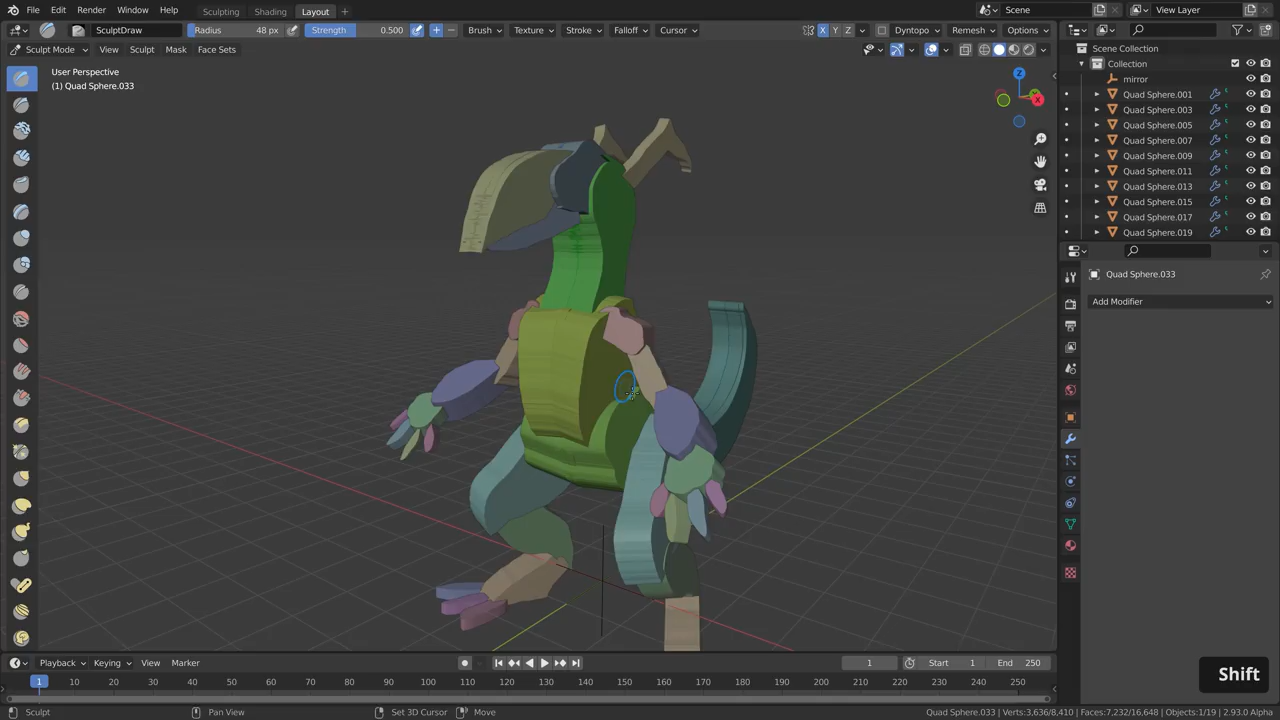 File Edit Render Window Help Sculpting Shading Layout + Scene View Layer
SculptDraw Radius 48 px Strength 0.500 + − Brush Texture Stroke Falloff Cursor X Y Z Dyntopo Remesh Options
Sculpt Mode View Sculpt Mask Face Sets
User Perspective
(1) Quad Sphere.033
Z
X
Scene Collection
Collection
mirror
Quad Sphere.001
Quad Sphere.003
Quad Sphere.005
Quad Sphere.007
Quad Sphere.009
Quad Sphere.011
Quad Sphere.013
Quad Sphere.015
Quad Sphere.017
Quad Sphere.019
Quad Sphere.033
Add Modifier
Shift
Playback Keying View Marker 1 Start 1 End 250
1 10 20 30 40 50 60 70 80 90 100 110 120 130 140 150 160 170 180 190 200 210 220 230 240 250
Sculpt Pan View Set 3D Cursor Move Quad Sphere.033 | Verts:3,636/8,410 | Faces:7,232/16,648 | Objects:1/19 | 2.93.0 Alpha